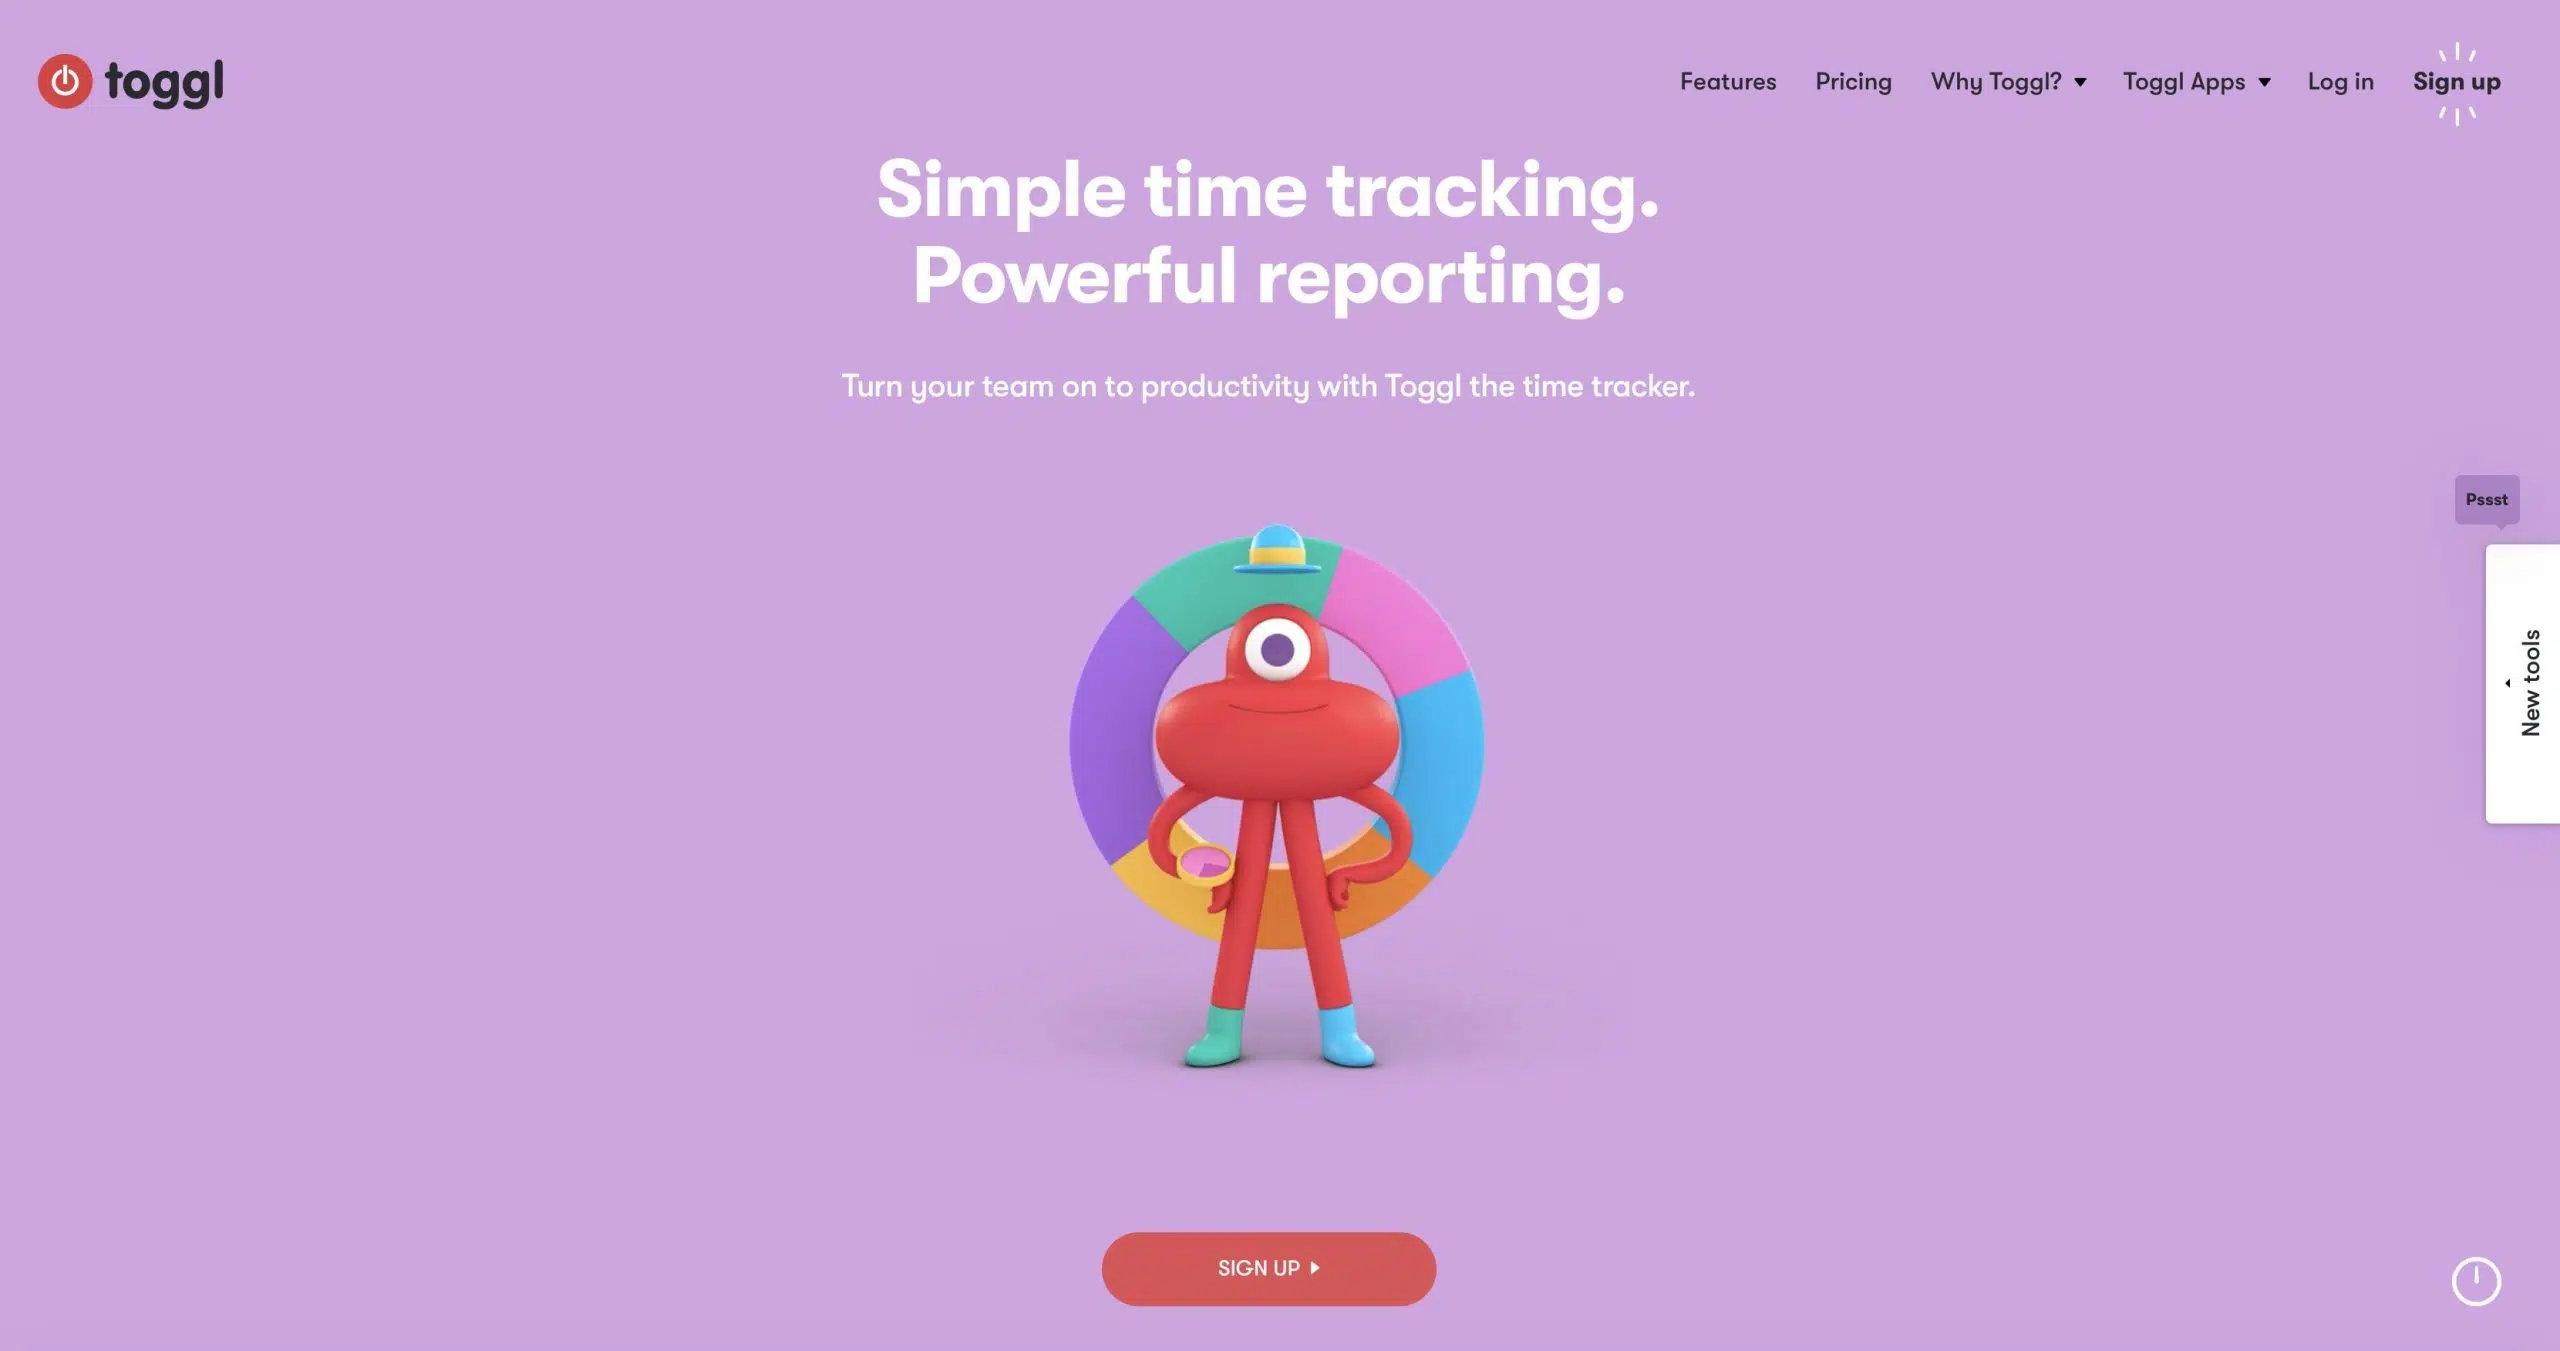 toggl
Features Pricing Why Toggl? Toggl Apps Log in Sign up
Simple time tracking.
Powerful reporting.
Turn your team on to productivity with Toggl the time tracker.
Pssst
New tools
SIGN UP